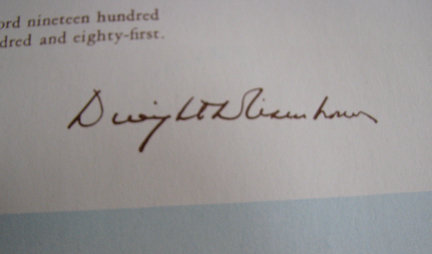 ord nineteen hundred
dred and eighty-first.
Dwight D Eisenhower